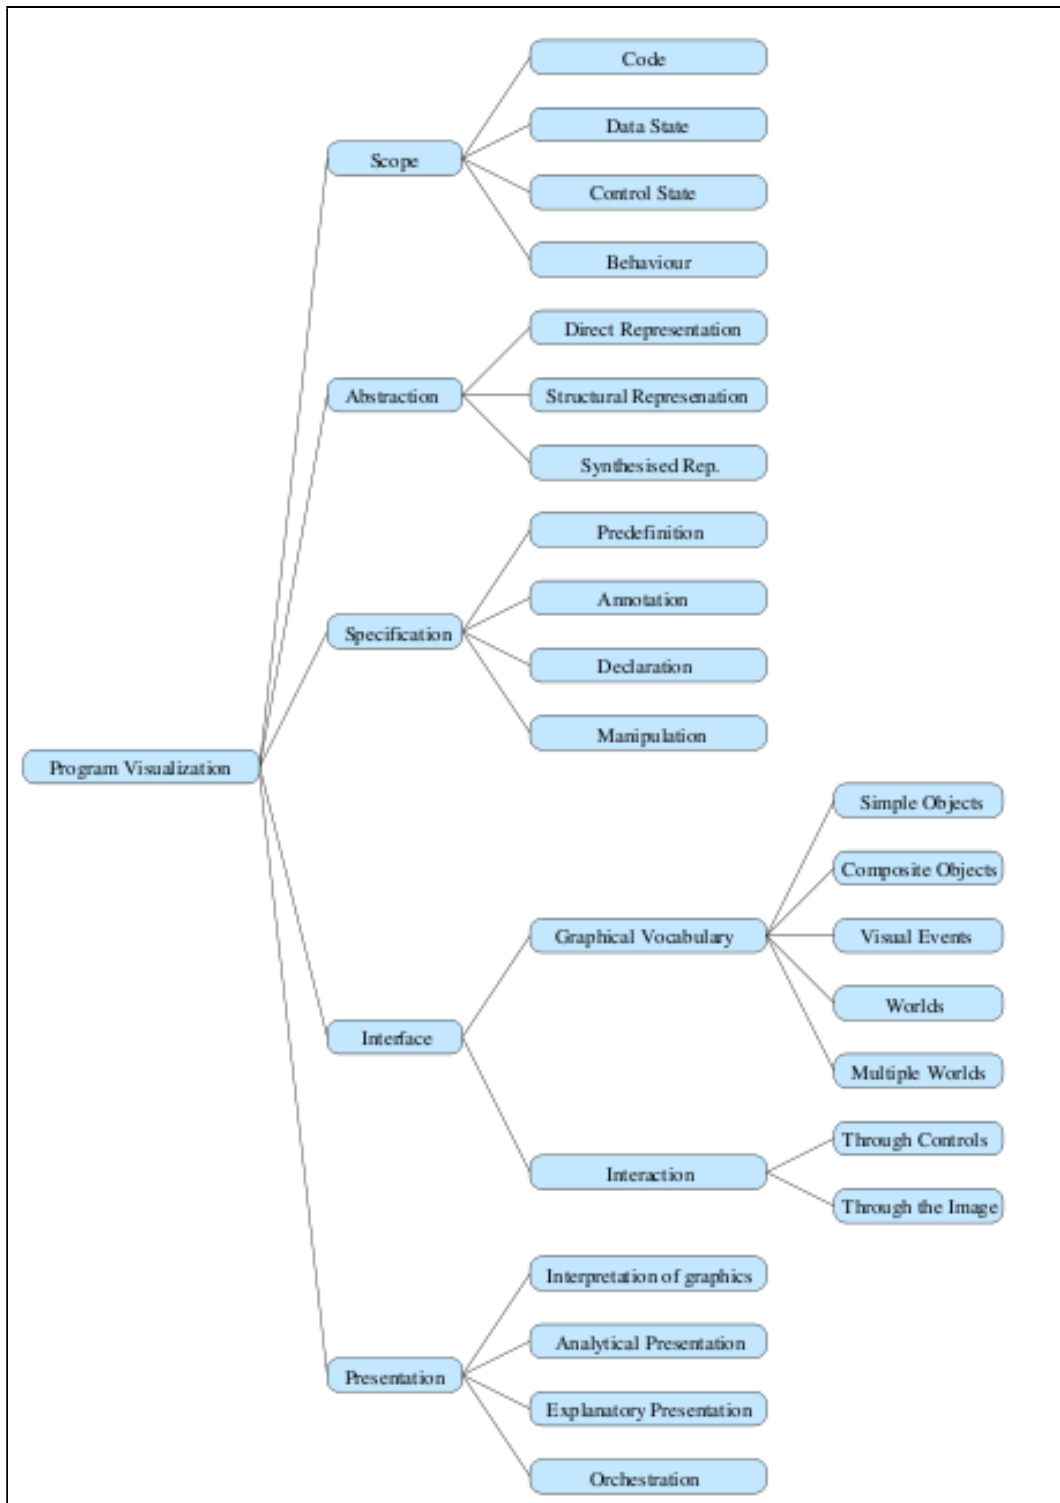 Code
Data State
Scope
Control State
Behaviour
Direct Representation
Abstraction
Structural Represenation
Synthesised Rep.
Predefinition
Annotation
Specification
Declaration
Manipulation
Program Visualization
Simple Objects
Composite Objects
Graphical Vocabulary
Visual Events
Worlds
Interface
Multiple Worlds
Through Controls
Interaction
Through the Image
Interpretation of graphics
Analytical Presentation
Presentation
Explanatory Presentation
Orchestration